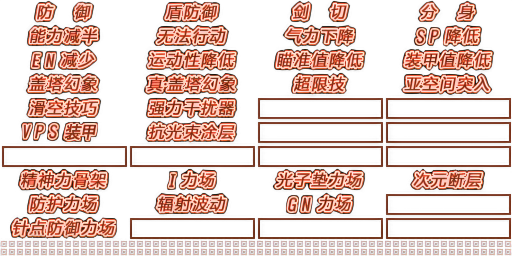 防 御 盾防御 剑 切 分 身
能力减半 无法行动 气力下降 SP降低
EN减少 运动性降低 瞄准值降低 装甲值降低
盖塔幻象 真盖塔幻象 超限技 亚空间突入
滑空技巧 强力干扰器
VPS装甲 抗光束涂层
精神力骨架 I力场 光子垫力场 次元断层
防护力场 辐射波动 GN力场
针点防御力场